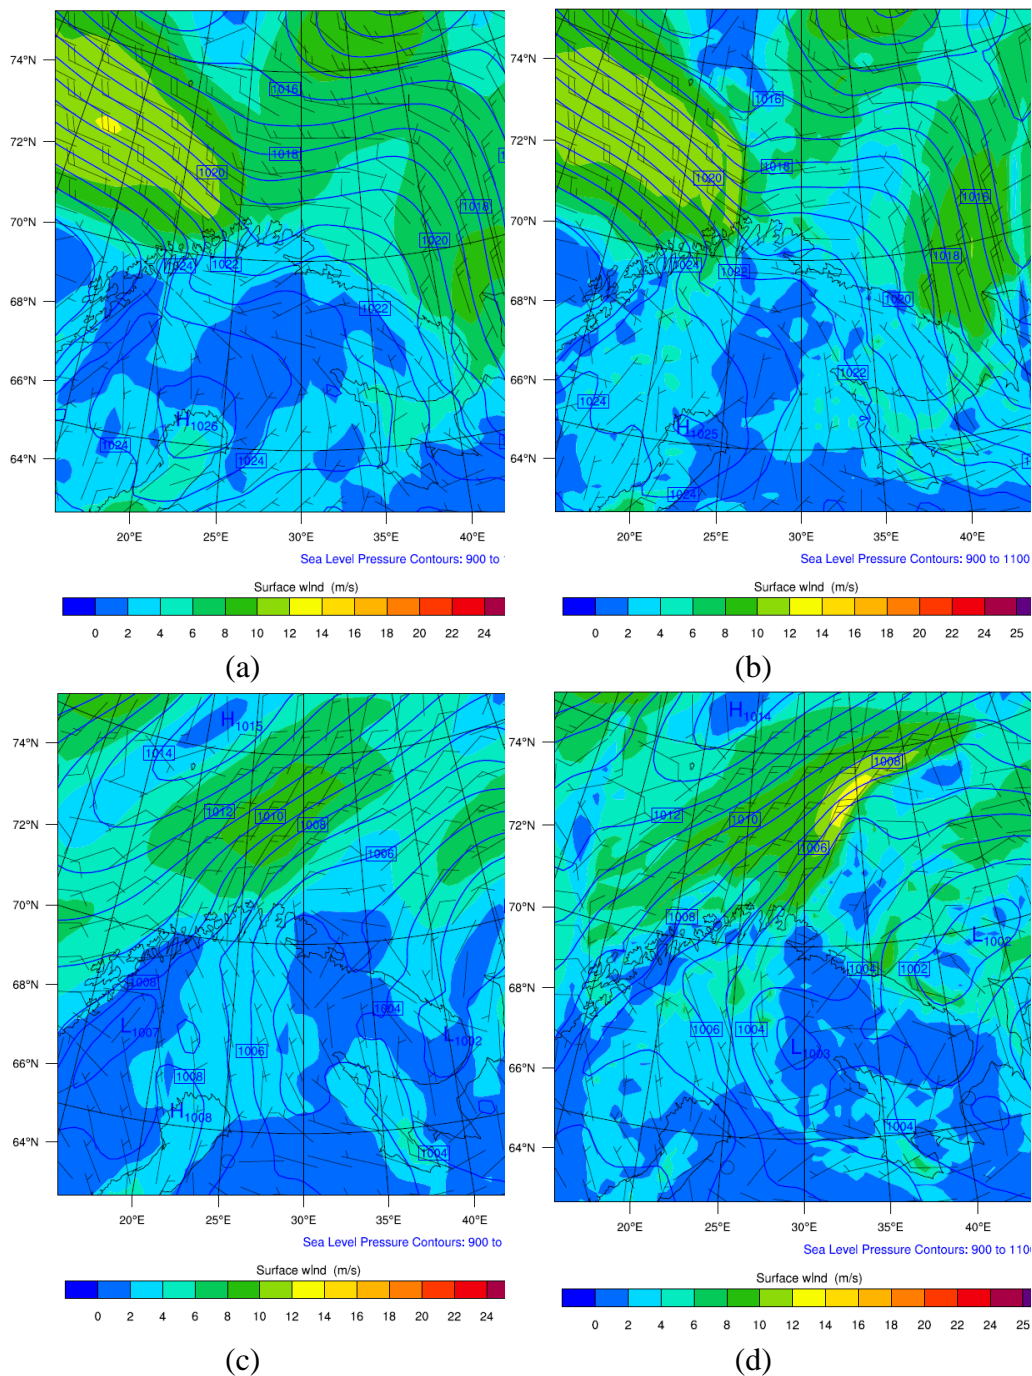 74°N
72°N
70°N
68°N
66°N
64°N
1016
1018
1020
1018
1020
1024
1022
1022
H1026
1024
1024
20°E 25°E 30°E 35°E 40°E
Sea Level Pressure Contours: 900 to
Surface wInd (m/s)
0 2 4 6 8 10 12 14 16 18 20 22 24
(a)
74°N
72°N
70°N
68°N
66°N
64°N
1016
1018
1020
1016
1018
1024
1022
1020
1022
1024
H1025
1024
20°E 25°E 30°E 35°E 40°E
Sea Level Pressure Contours: 900 to 1100
Surface wInd (m/s)
0 2 4 6 8 10 12 14 16 18 20 22 24 25
(b)
74°N
72°N
70°N
68°N
66°N
64°N
H1015
1014
1012
1010
1008
1006
1008
L1007
1004
L1002
1006
1008
H1008
1004
20°E 25°E 30°E 35°E 40°E
Sea Level Pressure Contours: 900 to
Surface wInd (m/s)
0 2 4 6 8 10 12 14 16 18 20 22 24
(c)
74°N
72°N
70°N
68°N
66°N
64°N
H1014
1008
1012
1010
1006
1008
L1002
1004
1002
1006
1004
L1003
1004
20°E 25°E 30°E 35°E 40°E
Sea Level Pressure Contours: 900 to 1100
Surface wInd (m/s)
0 2 4 6 8 10 12 14 16 18 20 22 24 25
(d)